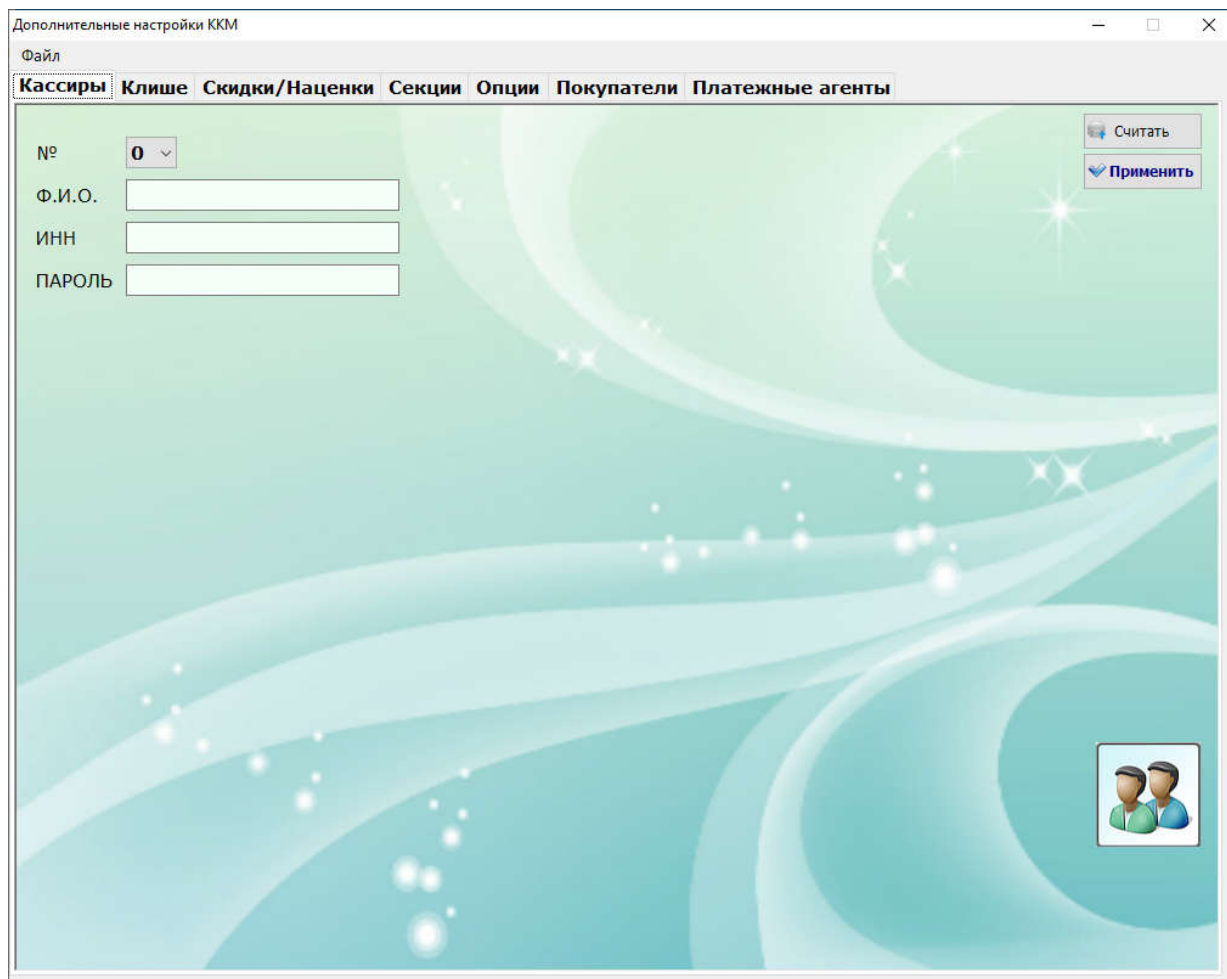 Дополнительные настройки ККМ
Файл
Кассиры Клише Скидки/Наценки Секции Опции Покупатели Платежные агенты
Считать
№ 0
Применить
Ф.И.О.
ИНН
ПАРОЛЬ